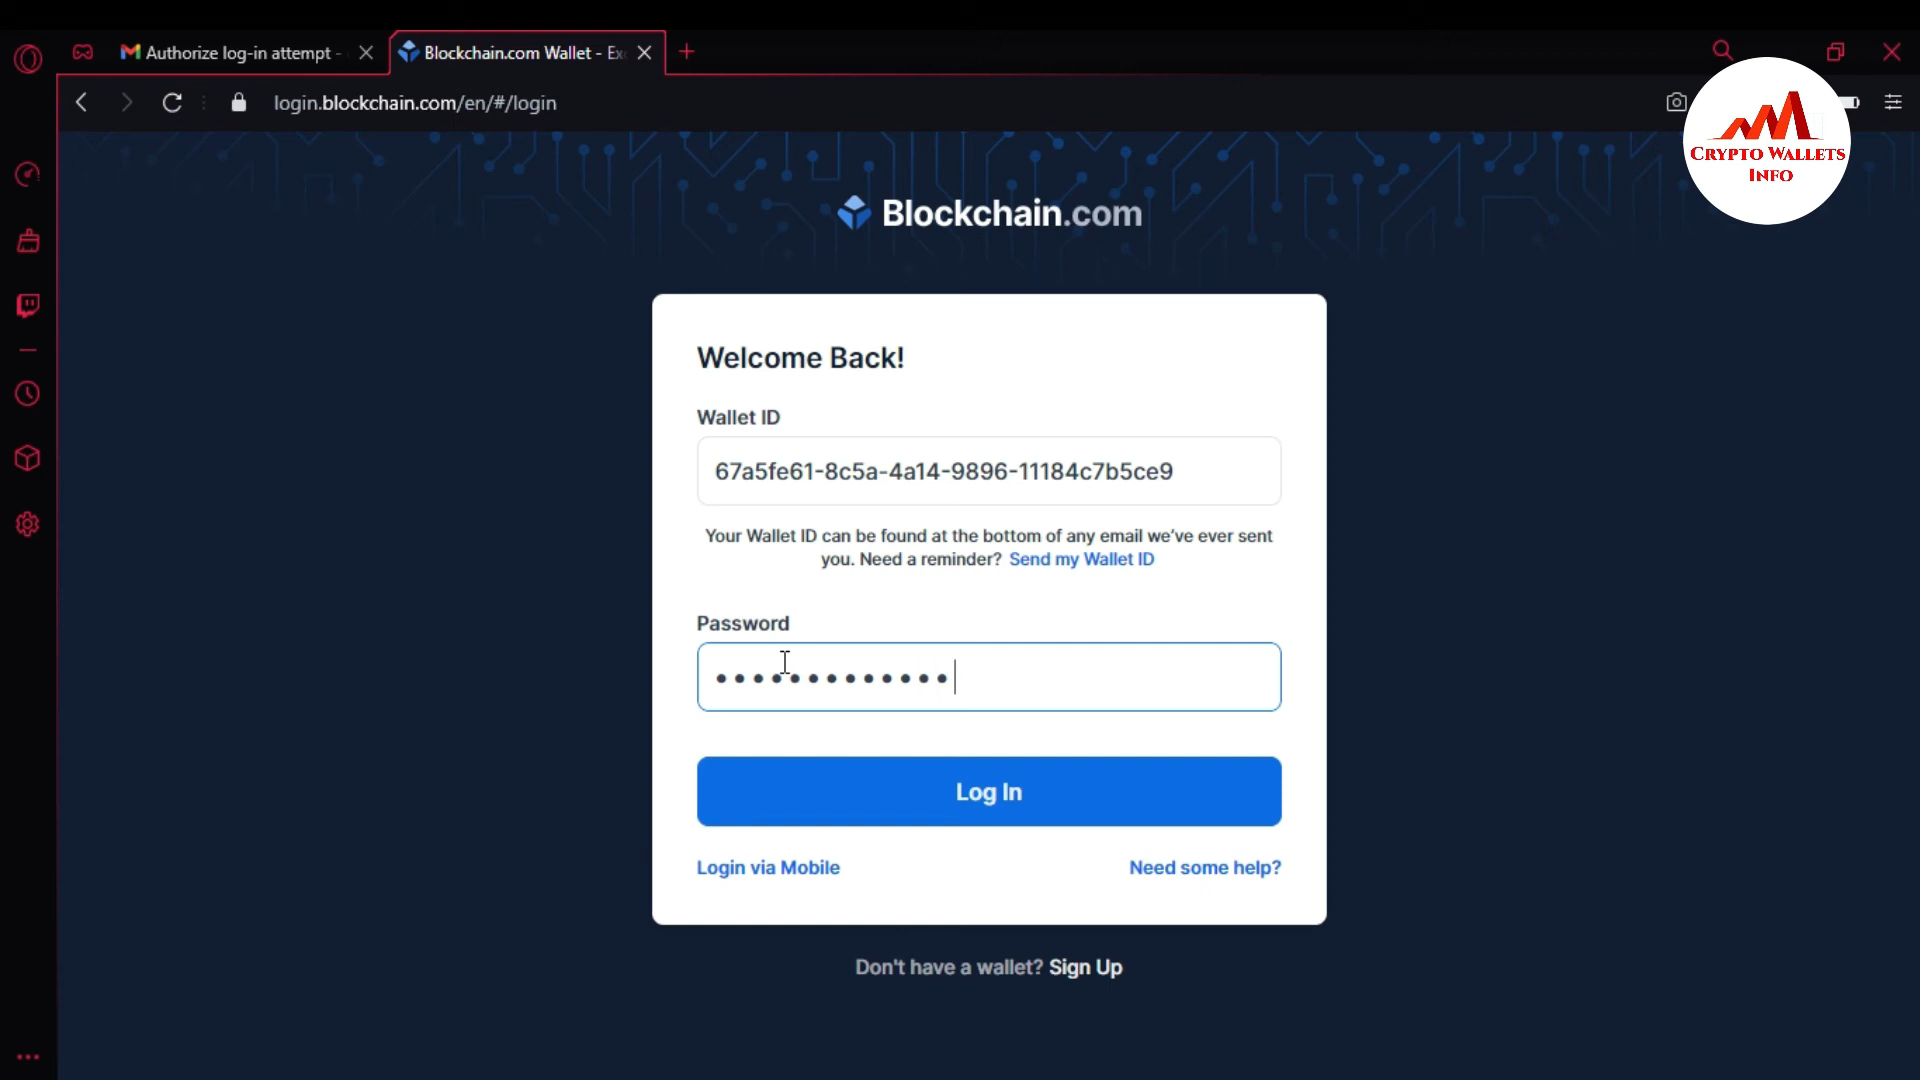 Authorize log-in attempt -
Blockchain.com Wallet - Ex
login.blockchain.com/en/#/login
CRYPTO WALLETS
INFO
Blockchain.com
Welcome Back!
Wallet ID
67a5fe61-8c5a-4a14-9896-11184c7b5ce9
Your Wallet ID can be found at the bottom of any email we've ever sent
you. Need a reminder? Send my Wallet ID
Password
Log In
Login via Mobile
Need some help?
Don't have a wallet? Sign Up